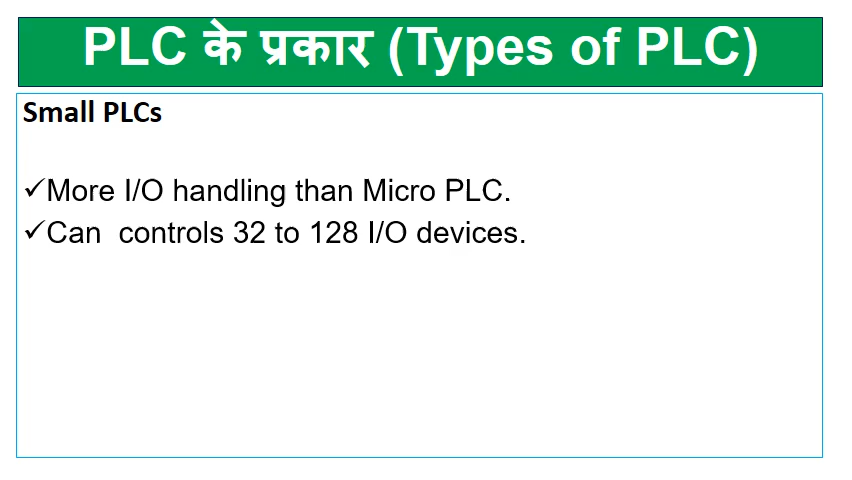 PLC के प्रकार (Types of PLC)
Small PLCs
✓More I/O handling than Micro PLC.
✓Can  controls 32 to 128 I/O devices.